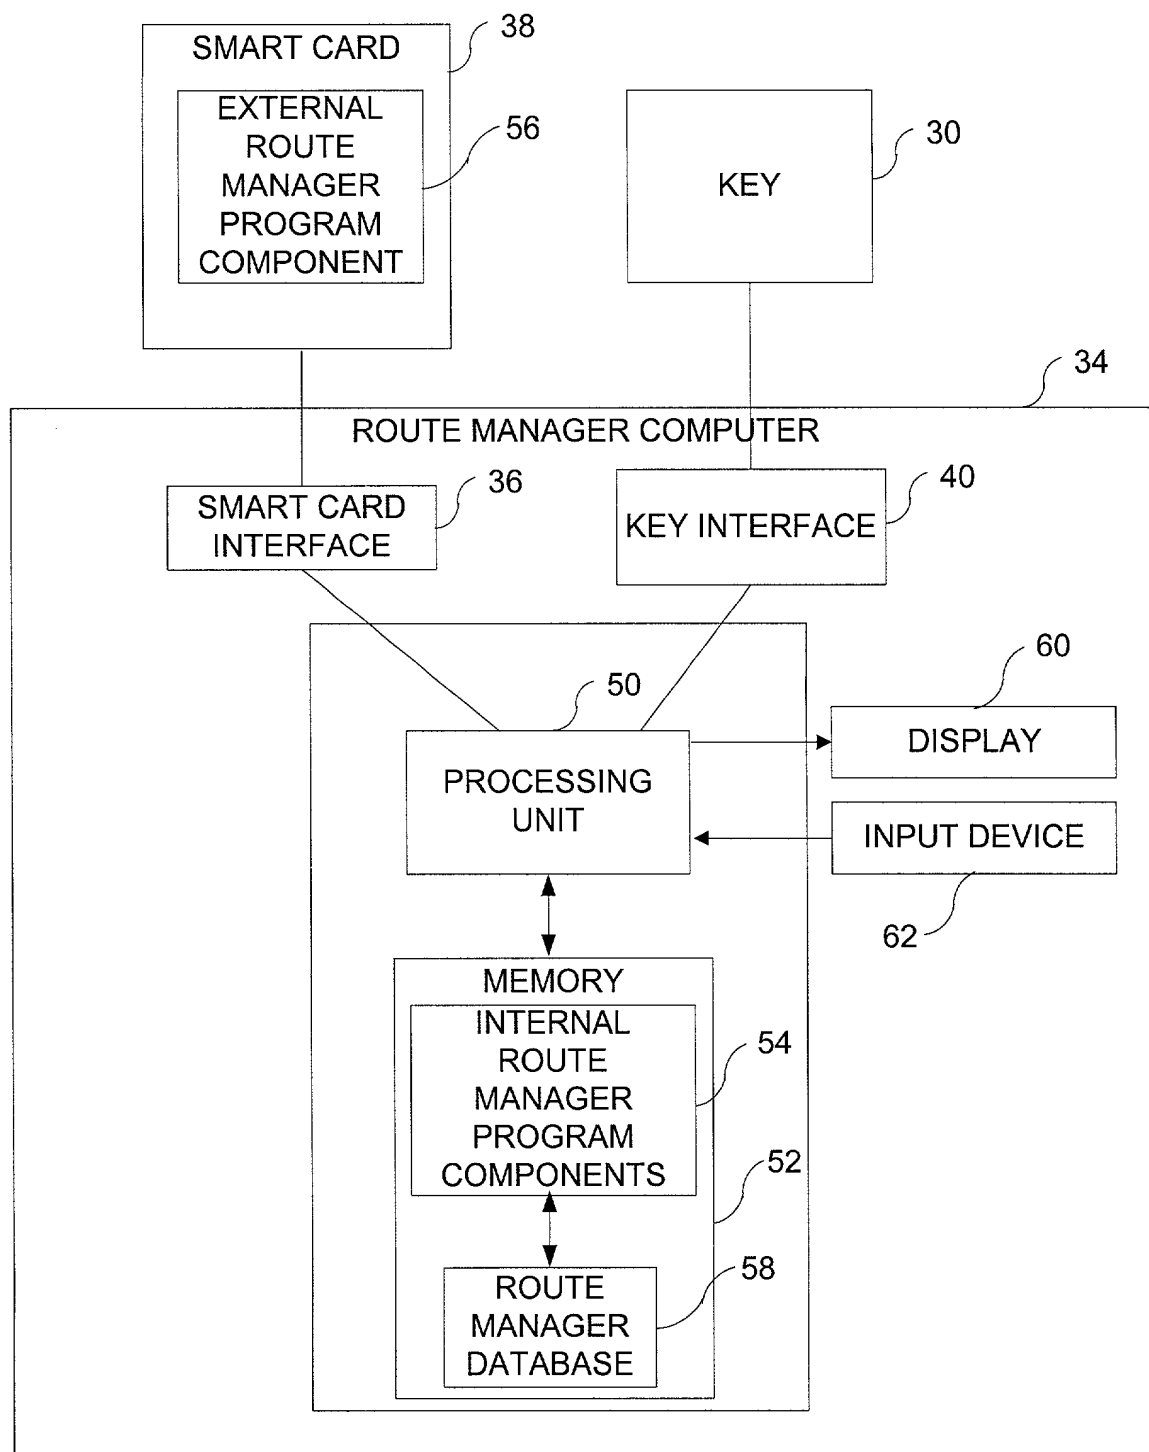 SMART CARD
38
EXTERNAL
ROUTE
MANAGER
PROGRAM
COMPONENT
56
KEY
30
34
ROUTE MANAGER COMPUTER
SMART CARD
INTERFACE
36
KEY INTERFACE
40
50
PROCESSING
UNIT
60
DISPLAY
INPUT DEVICE
62
MEMORY
INTERNAL
ROUTE
MANAGER
PROGRAM
COMPONENTS
54
52
ROUTE
MANAGER
DATABASE
58